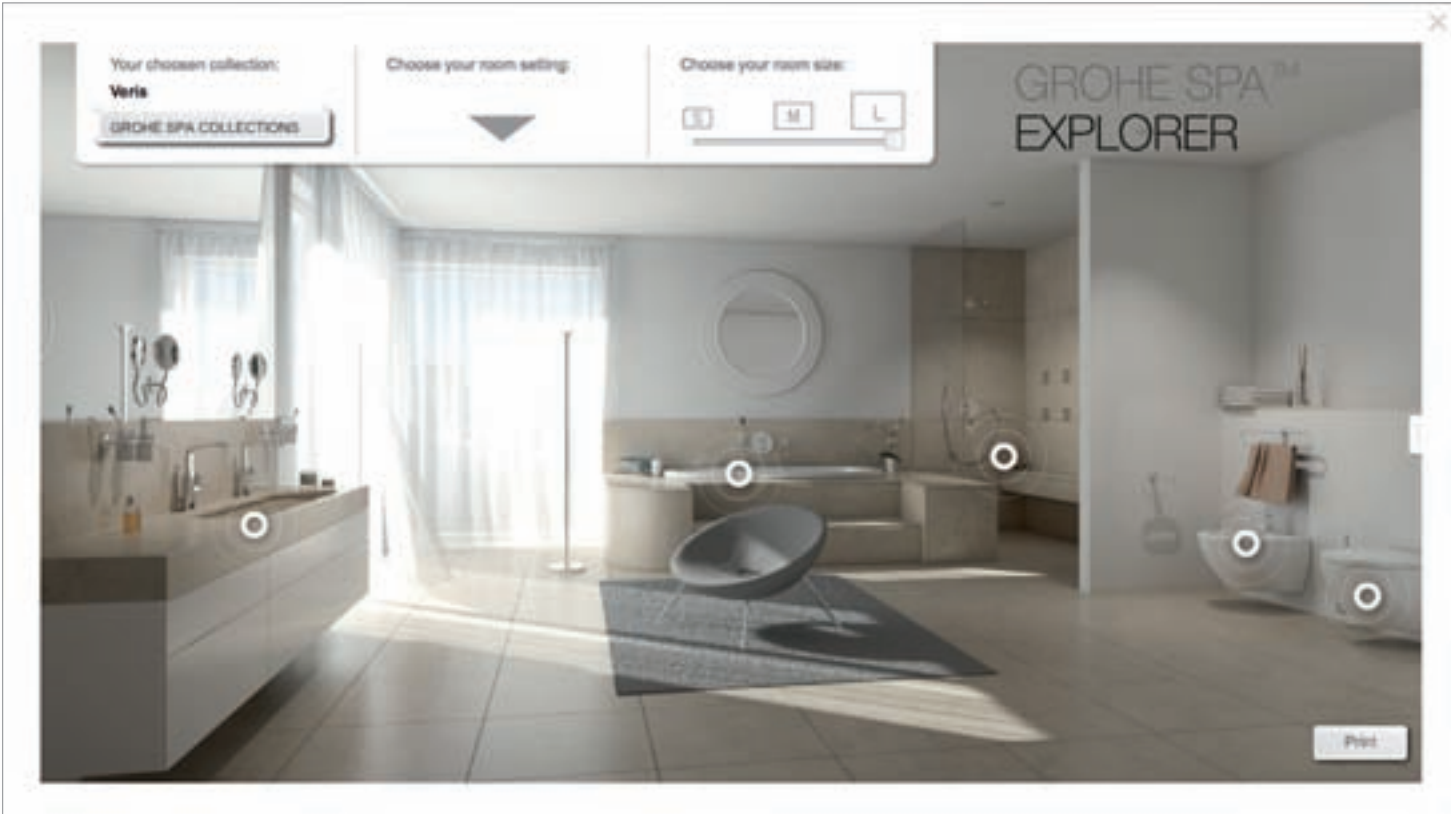 Your choosen collection:
Veris
GROHE SPA COLLECTIONS
Choose your room setting:
Choose your room size:
S
M
L
GROHE SPA™
EXPLORER
Print